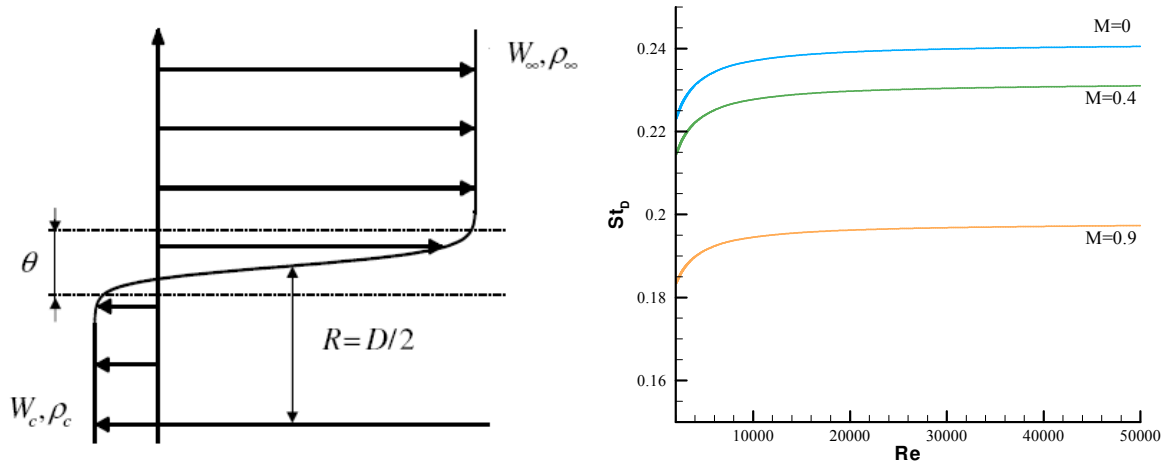 W∞, ρ∞
θ
R=D/2
Wc, ρc
StD
0.24
0.22
0.2
0.18
0.16
M=0
M=0.4
M=0.9
10000 20000 30000 40000 50000
Re